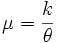 μ = k/θ